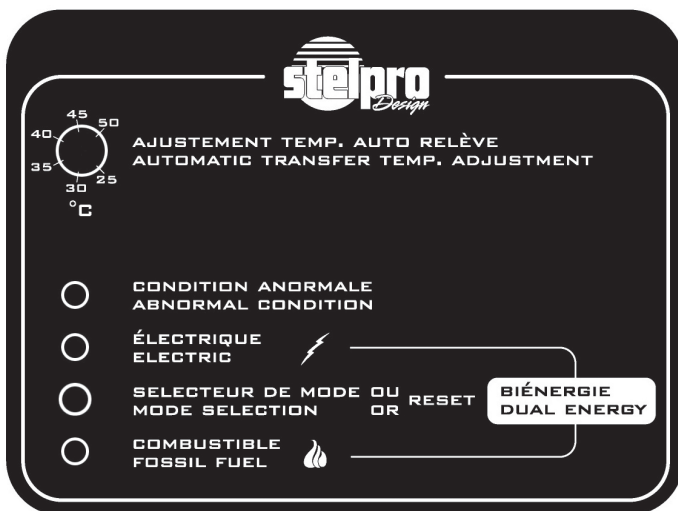 stelpro
Design
45
50
40
35
30
25
°C
AJUSTEMENT TEMP. AUTO RELÈVE
AUTOMATIC TRANSFER TEMP. ADJUSTMENT
CONDITION ANORMALE
ABNORMAL CONDITION
ÉLECTRIQUE
ELECTRIC
SELECTEUR DE MODE OU
MODE SELECTION OR
RESET
BIÉNERGIE
DUAL ENERGY
COMBUSTIBLE
FOSSIL FUEL